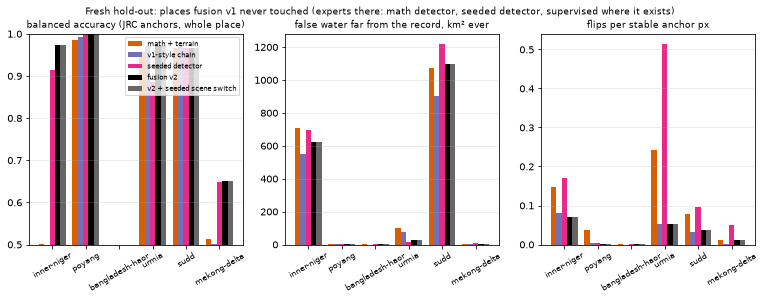 Fresh hold-out: places fusion v1 never touched (experts there: math detector, seeded detector, supervised where it exists)
balanced accuracy (JRC anchors, whole place)
1.0
0.9
0.8
0.7
0.6
0.5
math + terrain
v1-style chain
seeded detector
fusion v2
v2 + seeded scene switch
inner-niger
poyang
bangladesh-haor
urmia
sudd
mekong-delta
false water far from the record, km² ever
1200
1000
800
600
400
200
0
inner-niger
poyang
bangladesh-haor
urmia
sudd
mekong-delta
flips per stable anchor px
0.5
0.4
0.3
0.2
0.1
0.0
inner-niger
poyang
bangladesh-haor
urmia
sudd
mekong-delta